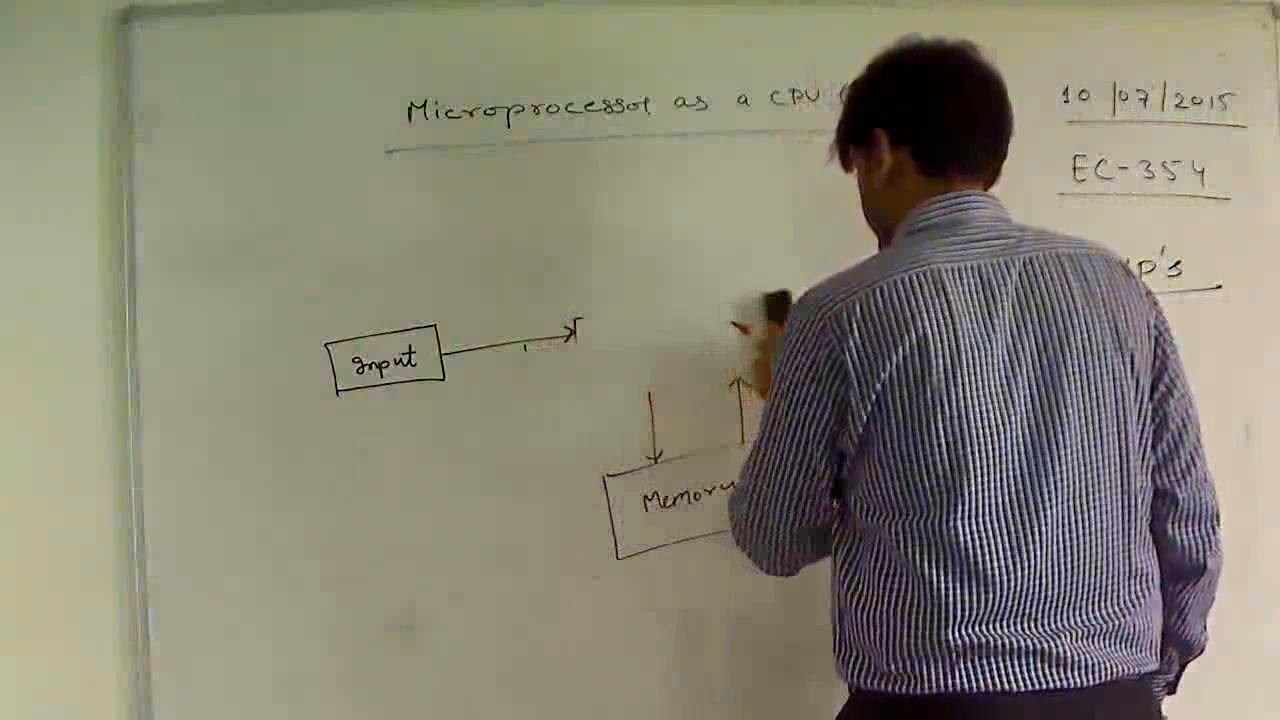 Microprocessor as a CPU (
10/07/2015
EC-354
P's
Input
Memory